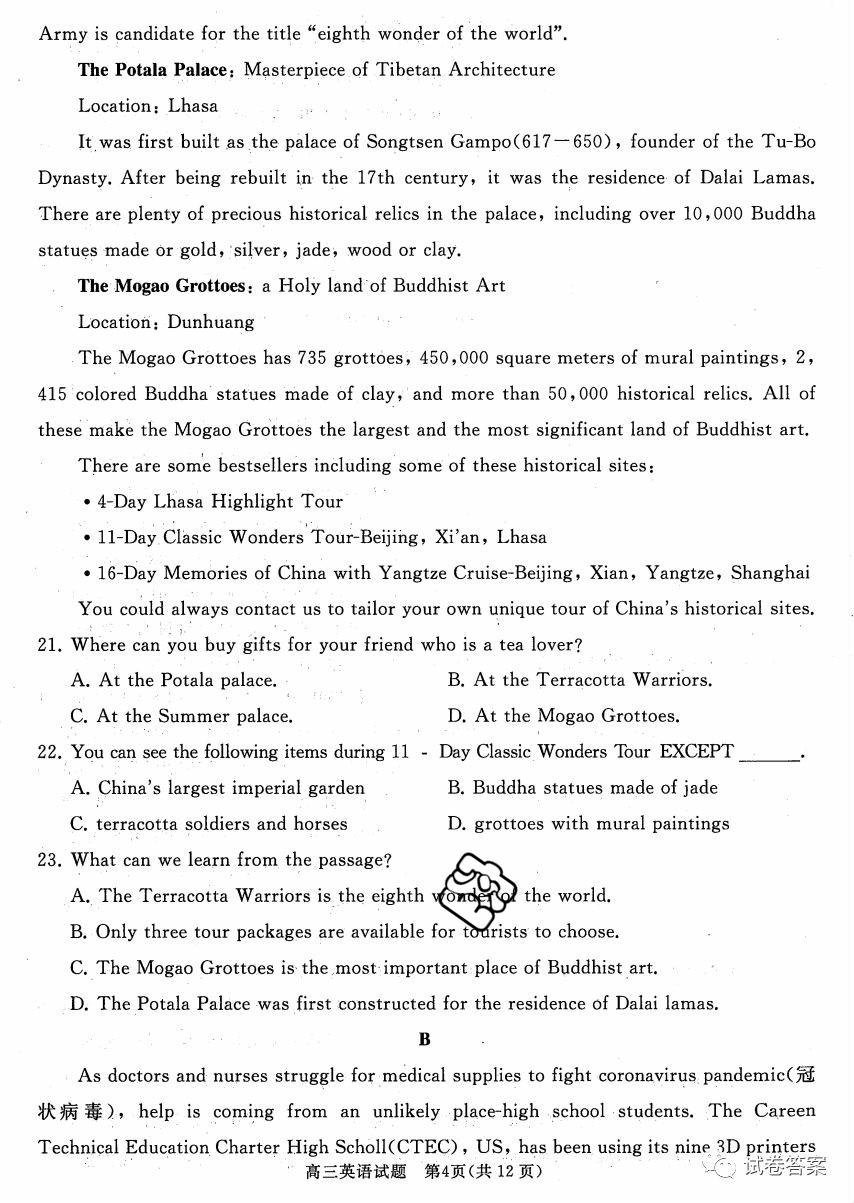 Army is candidate for the title “eighth wonder of the world”.
The Potala Palace: Masterpiece of Tibetan Architecture
Location: Lhasa
It was first built as the palace of Songtsen Gampo(617－650), founder of the Tu-Bo
Dynasty. After being rebuilt in the 17th century, it was the residence of Dalai Lamas.
There are plenty of precious historical relics in the palace, including over 10,000 Buddha
statues made or gold, silver, jade, wood or clay.
The Mogao Grottoes: a Holy land of Buddhist Art
Location: Dunhuang
The Mogao Grottoes has 735 grottoes, 450,000 square meters of mural paintings, 2,
415 colored Buddha statues made of clay, and more than 50,000 historical relics. All of
these make the Mogao Grottoes the largest and the most significant land of Buddhist art.
There are some bestsellers including some of these historical sites:
• 4-Day Lhasa Highlight Tour
• 11-Day Classic Wonders Tour-Beijing, Xi’an, Lhasa
• 16-Day Memories of China with Yangtze Cruise-Beijing, Xian, Yangtze, Shanghai
You could always contact us to tailor your own unique tour of China’s historical sites.
21. Where can you buy gifts for your friend who is a tea lover?
A. At the Potala palace. B. At the Terracotta Warriors.
C. At the Summer palace. D. At the Mogao Grottoes.
22. You can see the following items during 11 - Day Classic Wonders Tour EXCEPT ______.
A. China’s largest imperial garden B. Buddha statues made of jade
C. terracotta soldiers and horses D. grottoes with mural paintings
23. What can we learn from the passage?
A. The Terracotta Warriors is the eighth wonder of the world.
B. Only three tour packages are available for tourists to choose.
C. The Mogao Grottoes is the most important place of Buddhist art.
D. The Potala Palace was first constructed for the residence of Dalai lamas.
B
As doctors and nurses struggle for medical supplies to fight coronavirus pandemic(冠
状病毒), help is coming from an unlikely place-high school students. The Careen
Technical Education Charter High Scholl(CTEC), US, has been using its nine 3D printers
高三英语试题 第4页(共12页)
试卷答案